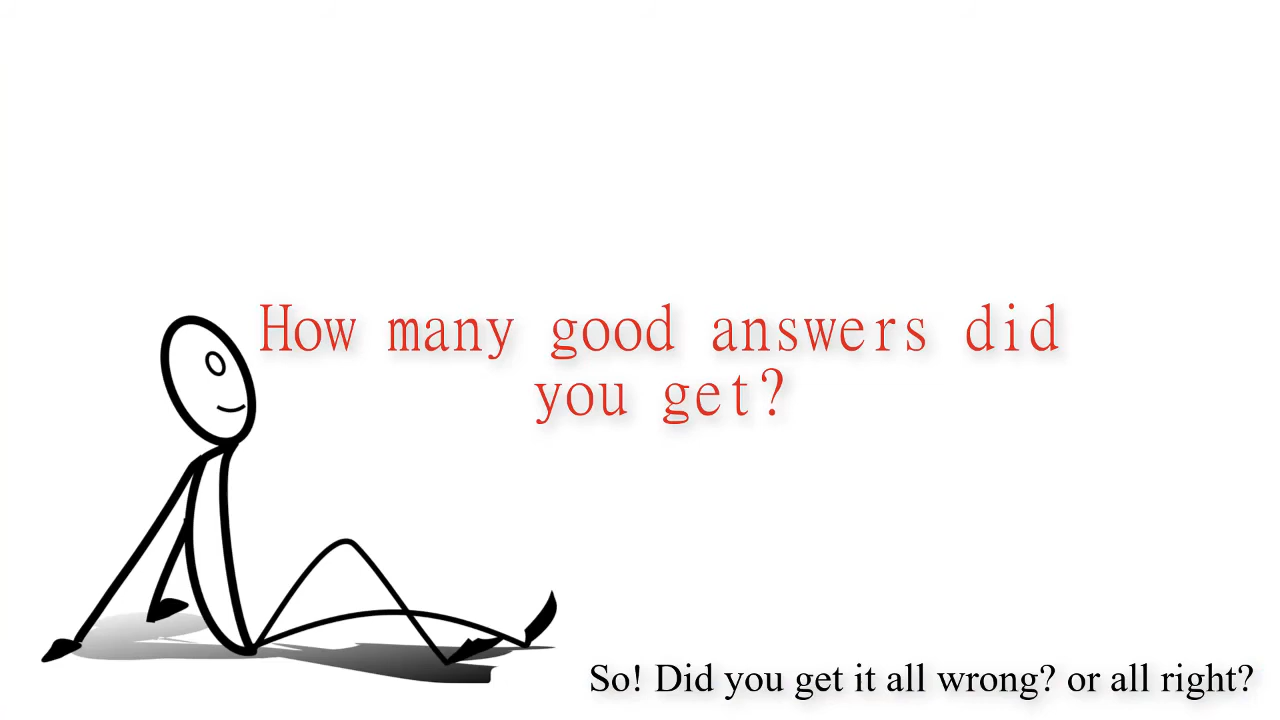 How many good answers did
you get?
So! Did you get it all wrong? or all right?